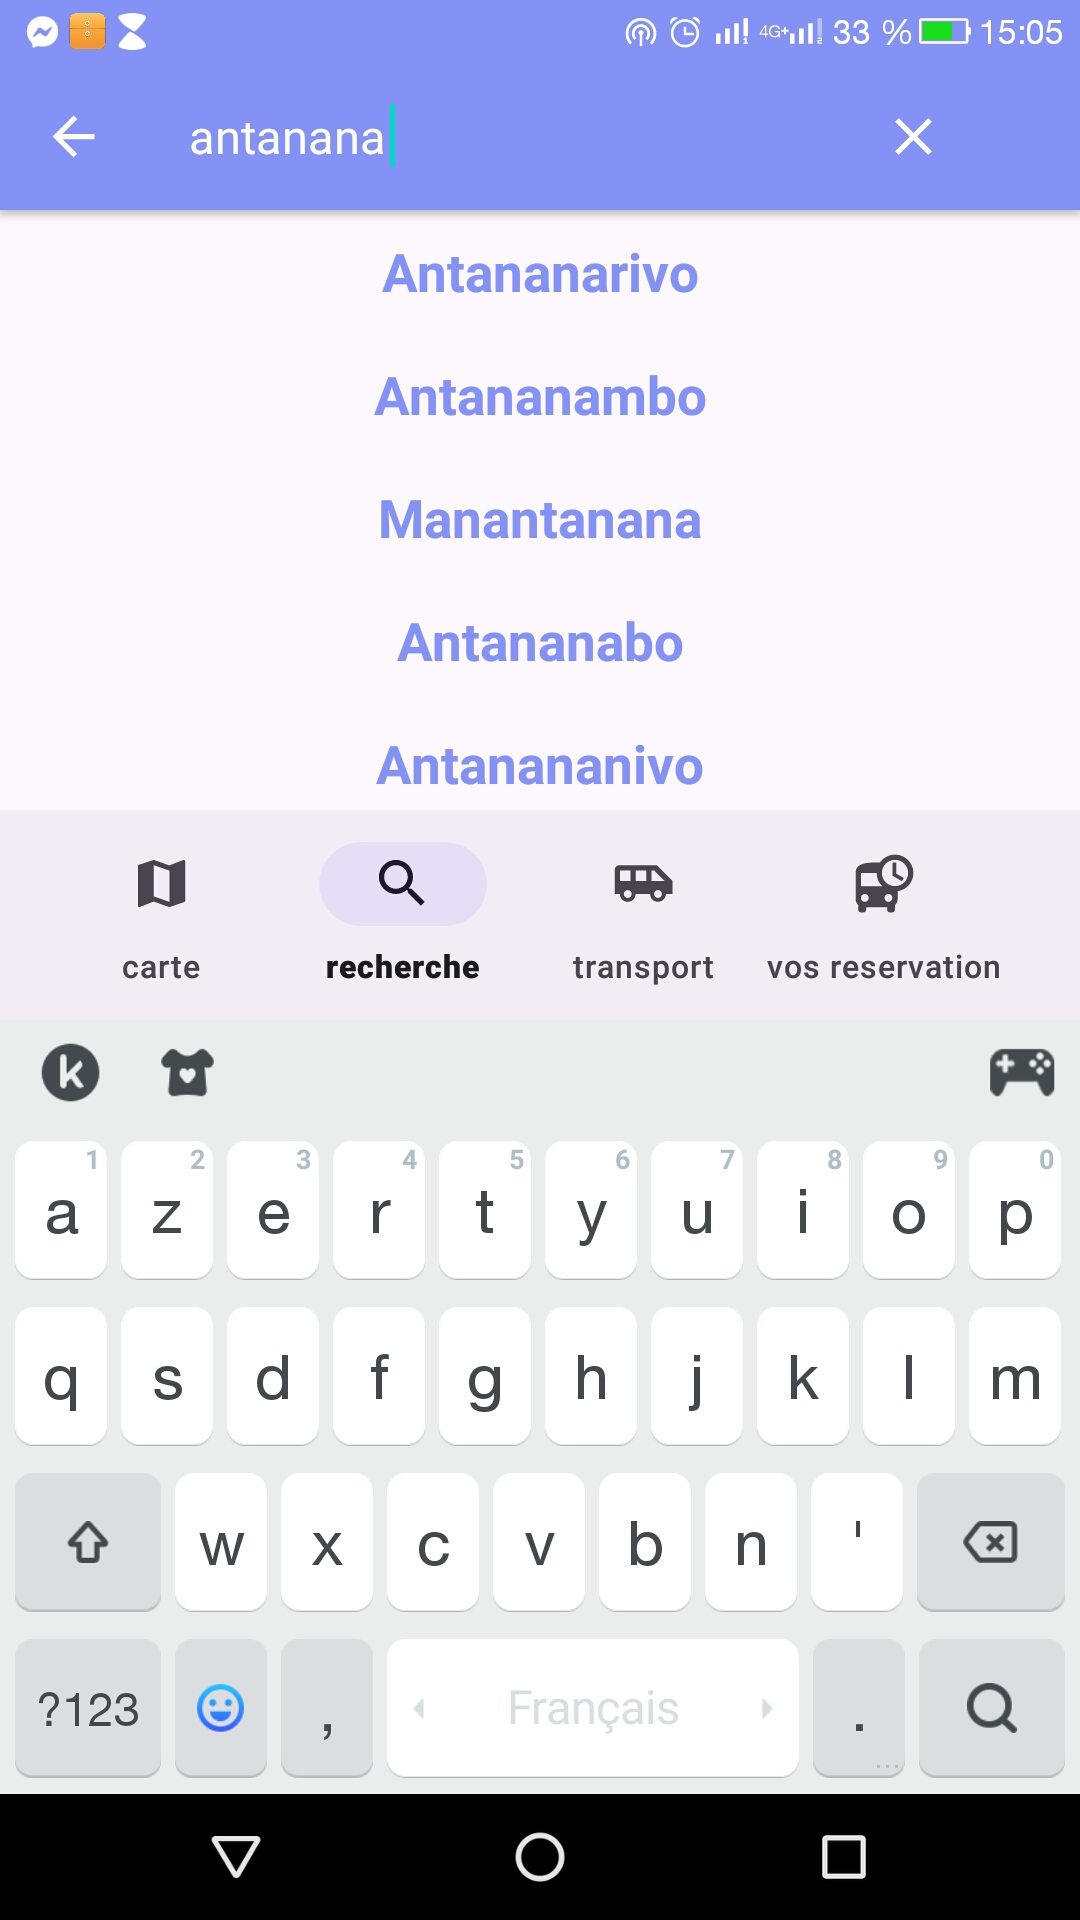 33 % 15:05
antanana
Antananarivo
Antananambo
Manantanana
Antananabo
Antanananivo
carte recherche transport vos reservation
1 2 3 4 5 6 7 8 9 0
a z e r t y u i o p
q s d f g h j k l m
w x c v b n '
?123 , Français .